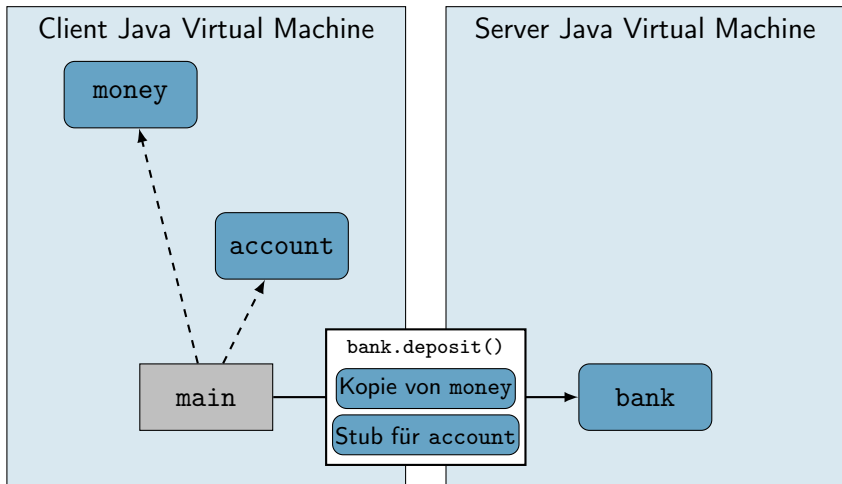 Client Java Virtual Machine
Server Java Virtual Machine
money
account
bank.deposit()
Kopie von money
main
bank
Stub für account